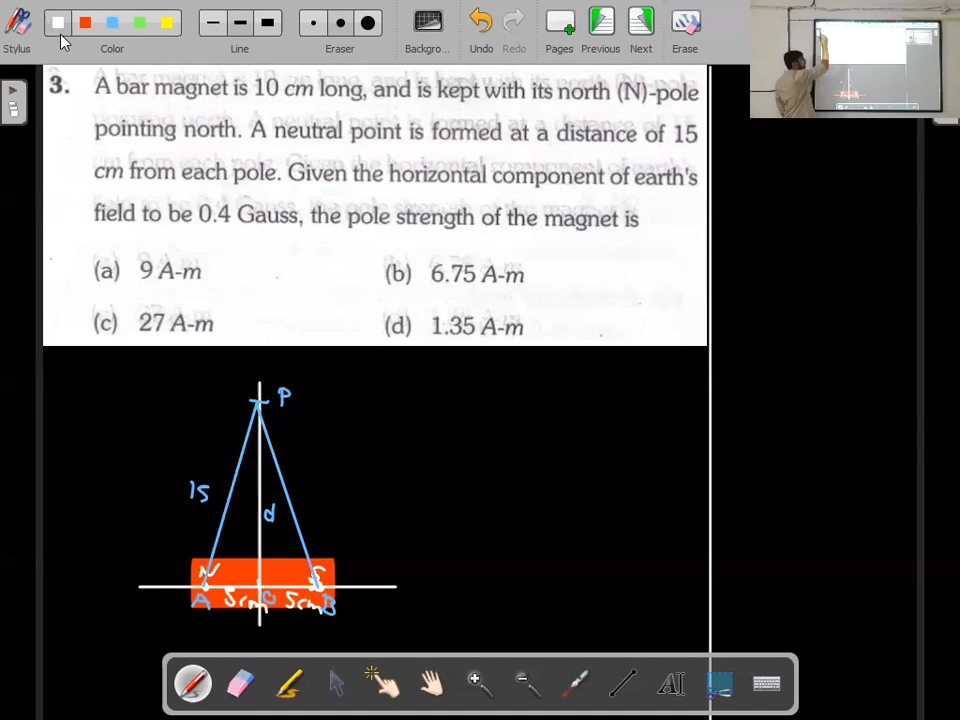 Stylus Color Line Eraser Backgro... Undo Redo Pages Previous Next Erase
3. A bar magnet is 10 cm long, and is kept with its north (N)-pole
pointing north. A neutral point is formed at a distance of 15
cm from each pole. Given the horizontal component of earth's
field to be 0.4 Gauss, the pole strength of the magnet is
(a) 9 A-m (b) 6.75 A-m
(c) 27 A-m (d) 1.35 A-m
P
15
d
N S
A 5cm C 5cm B
AI